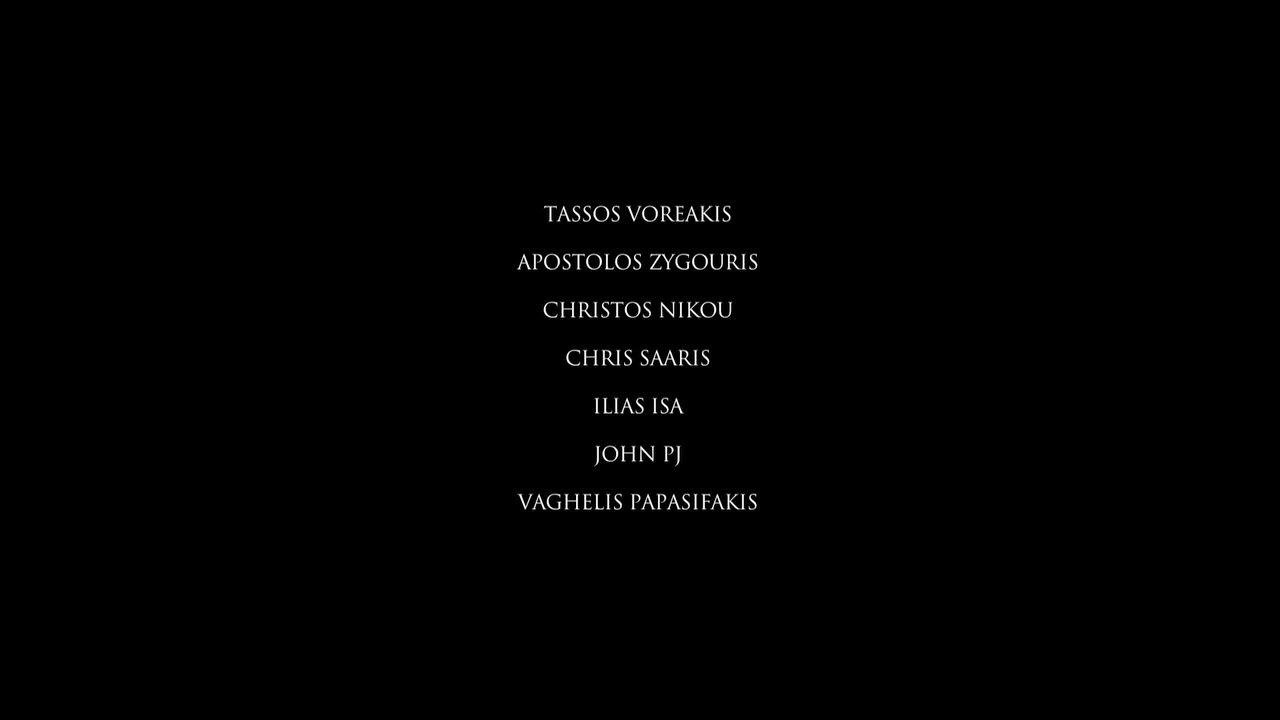 TASSOS VOREAKIS
APOSTOLOS ZYGOURIS
CHRISTOS NIKOU
CHRIS SAARIS
ILIAS ISA
JOHN PJ
VAGHELIS PAPASIFAKIS